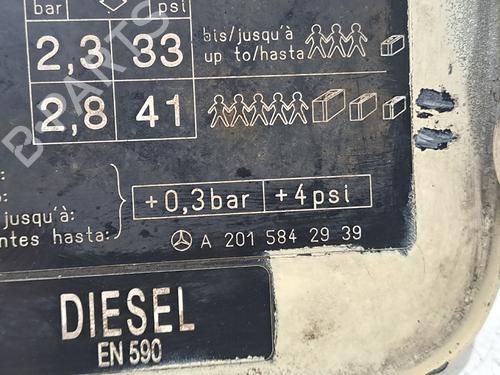 bar psi
2,3 33 bis/jusqu'à
up to/hasta
2,8 41
jusqu'à:
ntes hasta:
+0,3bar +4psi
A 201 584 29 39
DIESEL
EN 590
B PARTS